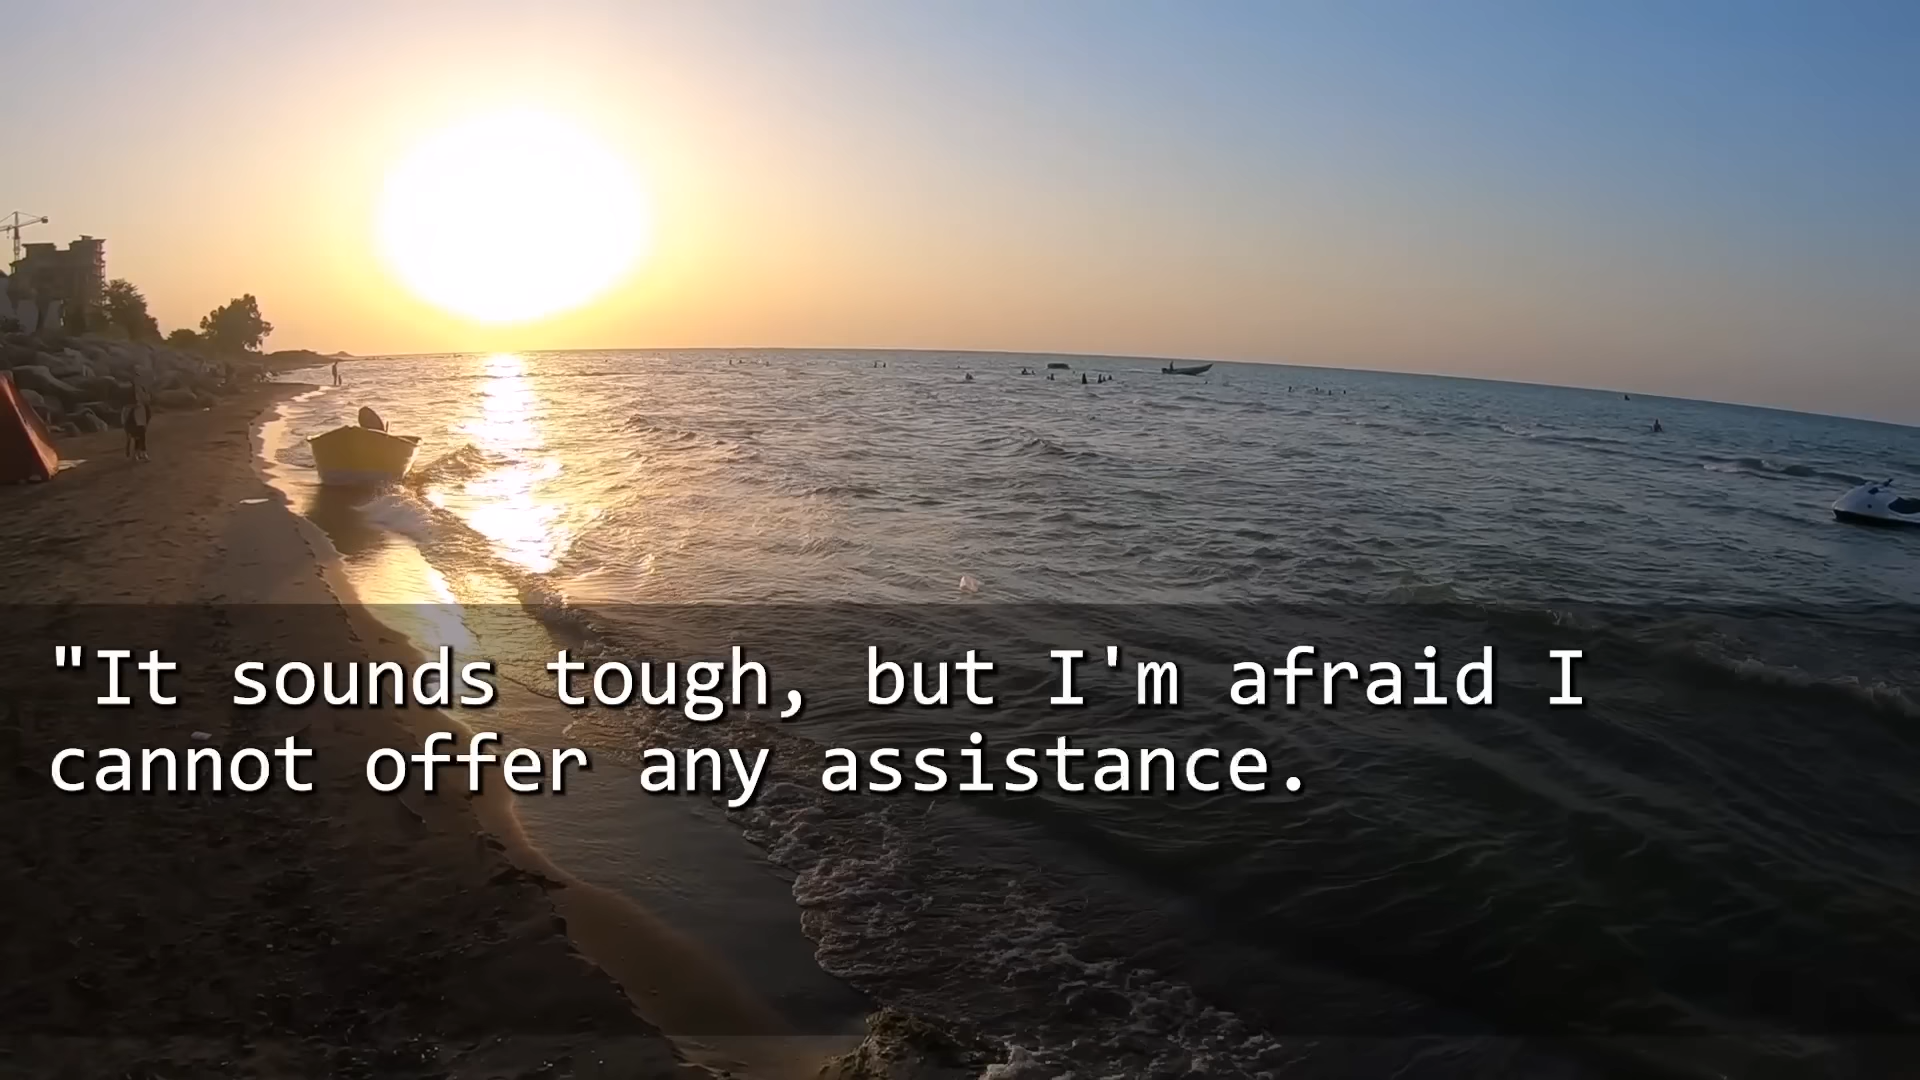 "It sounds tough, but I'm afraid I
cannot offer any assistance.